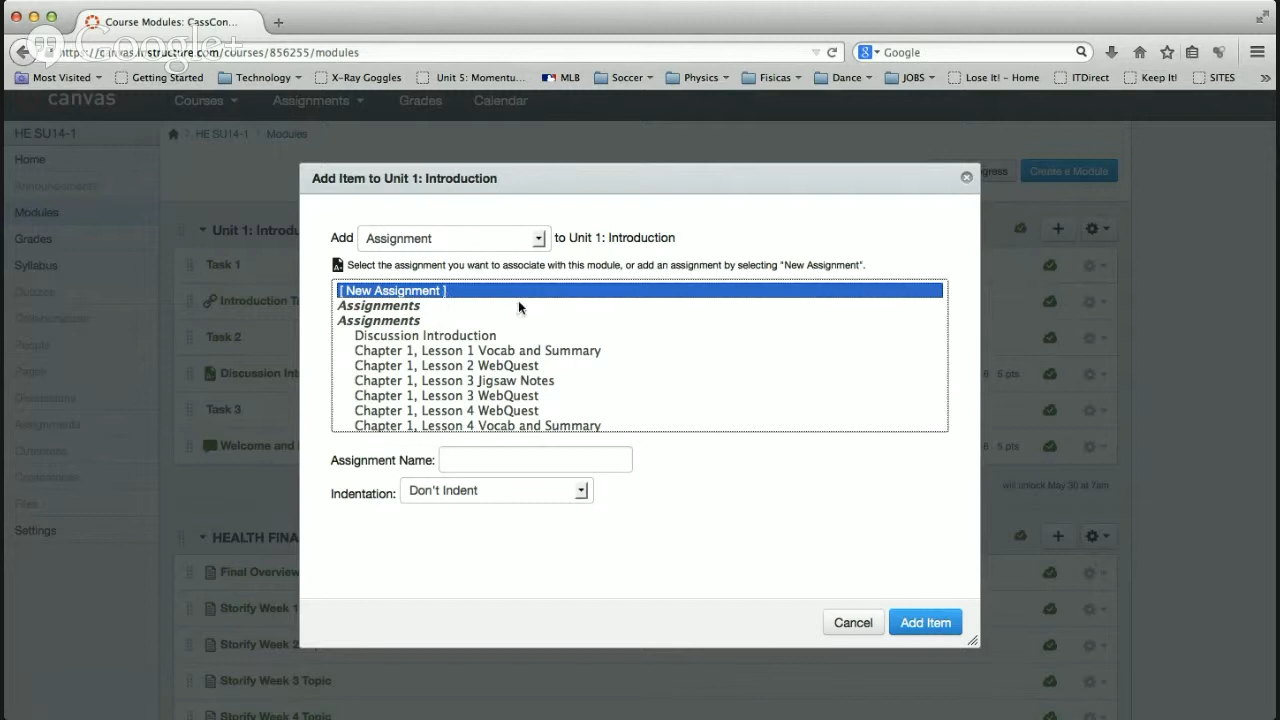 Course Modules: CassCon...
Google+
https://canvas.instructure.com/courses/856255/modules
Google
Most Visited
Getting Started
Technology
X-Ray Goggles
Unit 5: Momentu...
MLB
Soccer
Physics
Fisicas
Dance
JOBS
Lose It! - Home
ITDirect
Keep It!
SITES
canvas
Courses
Assignments
Grades
Calendar
HE SU14-1
HE SU14-1
Modules
Home
Announcements
Modules
Grades
Syllabus
Quizzes
Collaborations
People
Pages
Discussions
Assignments
Outcomes
Conferences
Files
Settings
Create a Module
Unit 1: Introdu
Task 1
Introduction T
Task 2
Discussion Int
5 pts
Task 3
Welcome and
5 pts
will unlock May 30 at 7am
HEALTH FINA
Final Overview
Storify Week 1
Storify Week 2
Storify Week 3 Topic
Storify Week 4 Topic
Add Item to Unit 1: Introduction
Add Assignment to Unit 1: Introduction
Select the assignment you want to associate with this module, or add an assignment by selecting "New Assignment".
[ New Assignment ]
Assignments
Assignments
Discussion Introduction
Chapter 1, Lesson 1 Vocab and Summary
Chapter 1, Lesson 2 WebQuest
Chapter 1, Lesson 3 Jigsaw Notes
Chapter 1, Lesson 3 WebQuest
Chapter 1, Lesson 4 WebQuest
Chapter 1, Lesson 4 Vocab and Summary
Assignment Name:
Indentation: Don't Indent
Cancel
Add Item